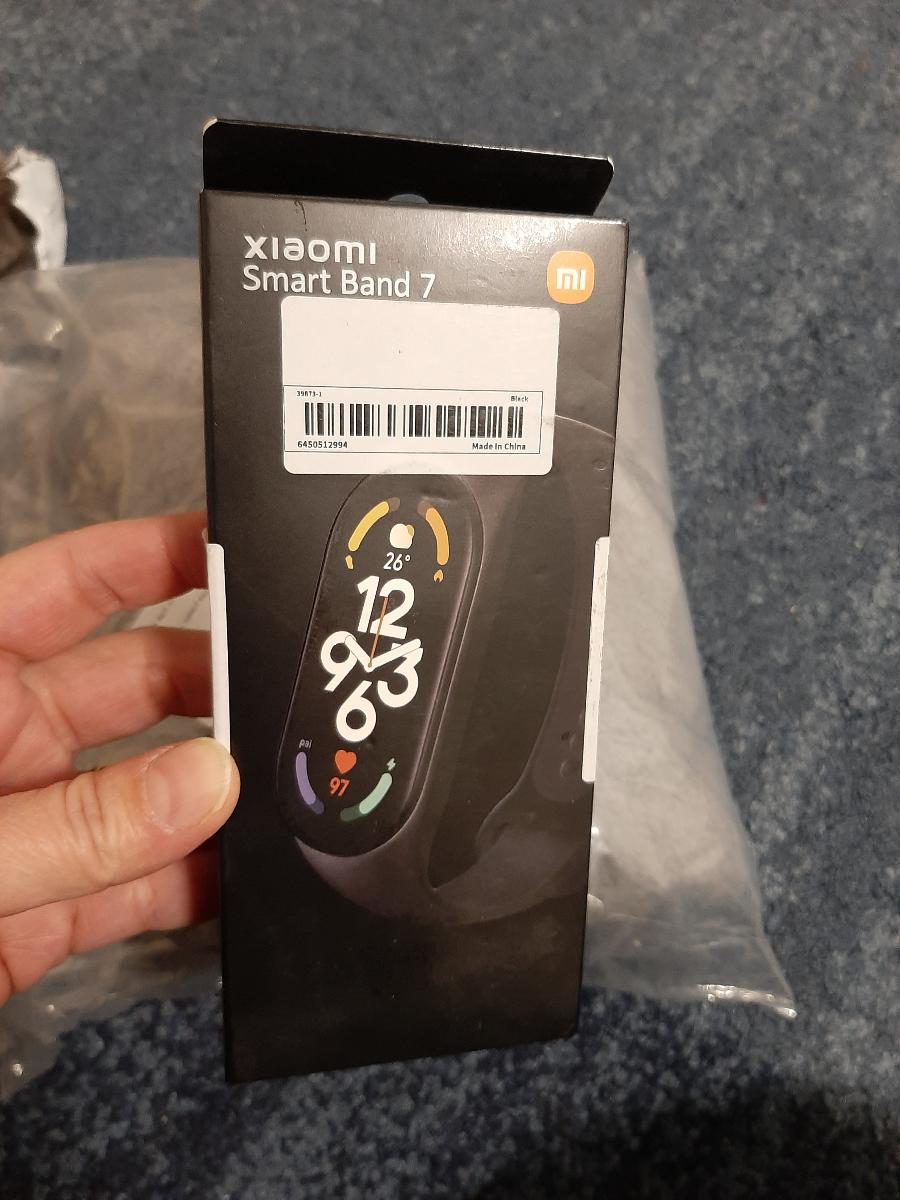 xiaomi
Smart Band 7
mi
39873-1
Black
6450512994
Made In China
26°
12
9
3
6
pai
97